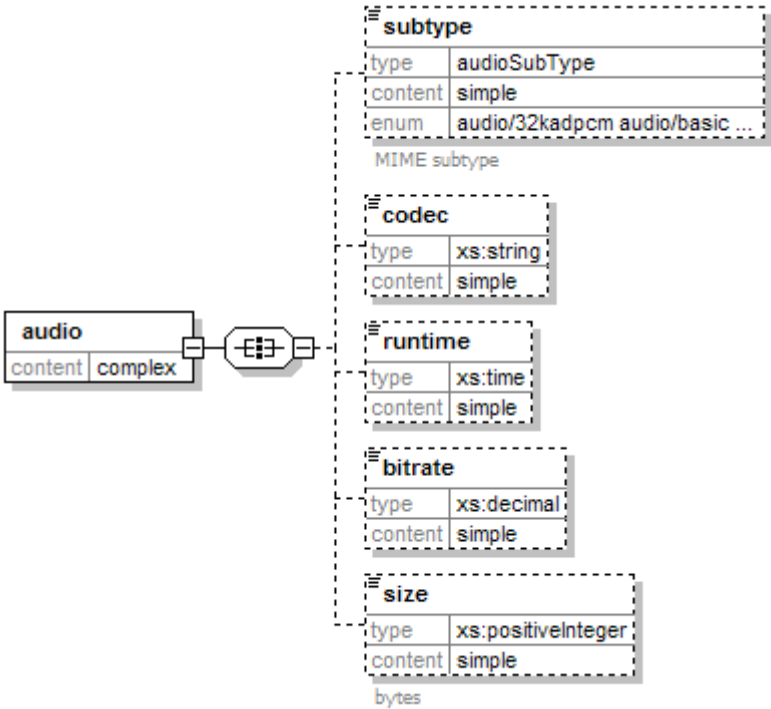 subtype
type audioSubType
content simple
enum audio/32kadpcm audio/basic ...
MIME subtype
codec
type xs:string
content simple
audio
content complex
runtime
type xs:time
content simple
bitrate
type xs:decimal
content simple
size
type xs:positiveInteger
content simple
bytes